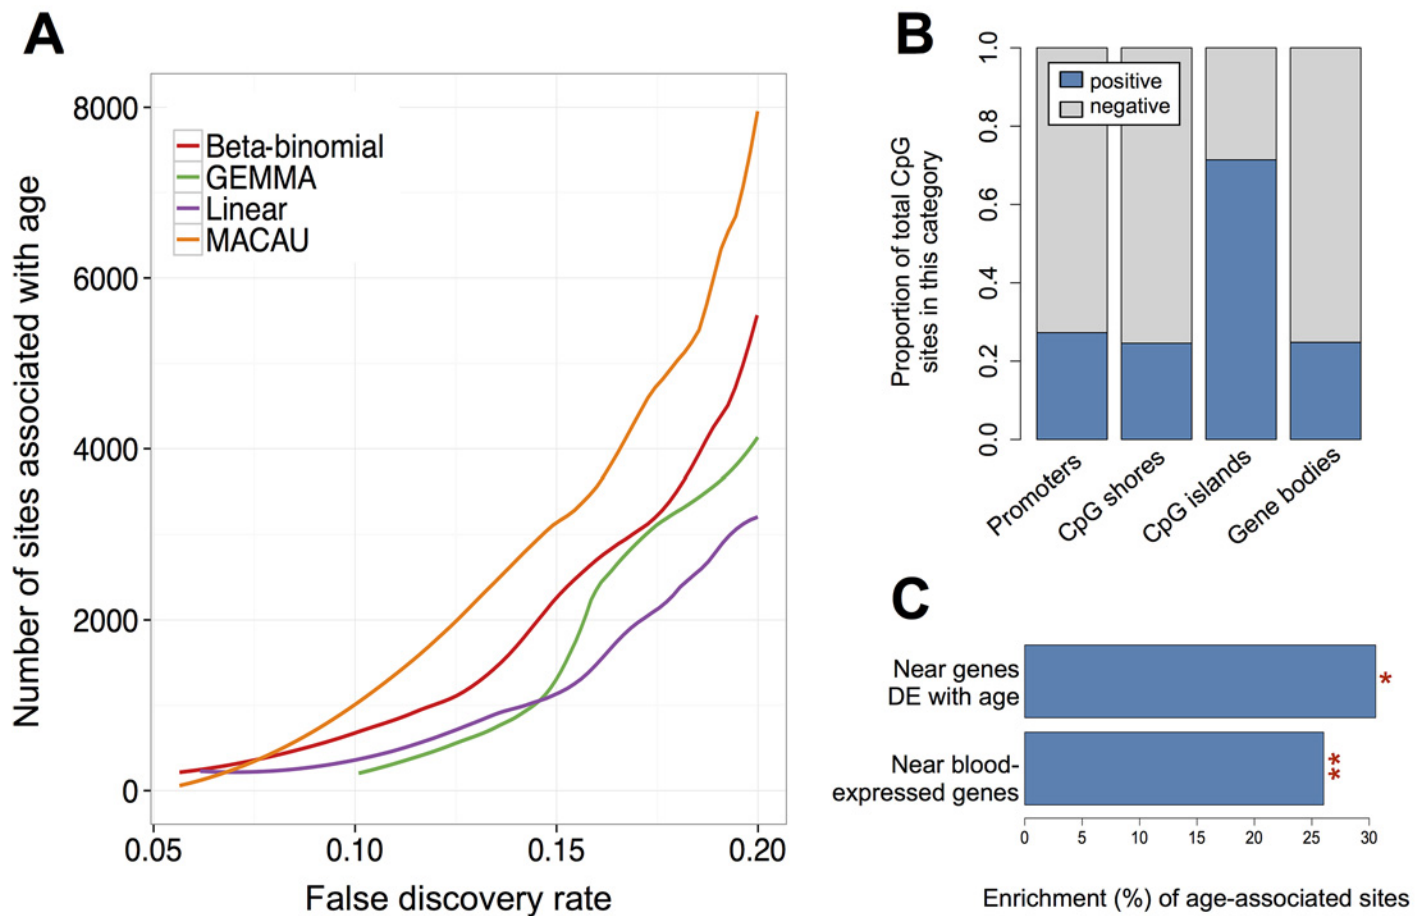 A
Number of sites associated with age
8000
6000
4000
2000
0
Beta-binomial
GEMMA
Linear
MACAU
0.05
0.10
0.15
0.20
False discovery rate
B
Proportion of total CpG
sites in this category
1.0
0.8
0.6
0.4
0.2
0.0
positive
negative
Promoters
CpG shores
CpG islands
Gene bodies
C
Near genes
DE with age
*
Near blood-
expressed genes
**
0
5
10
15
20
25
30
Enrichment (%) of age-associated sites